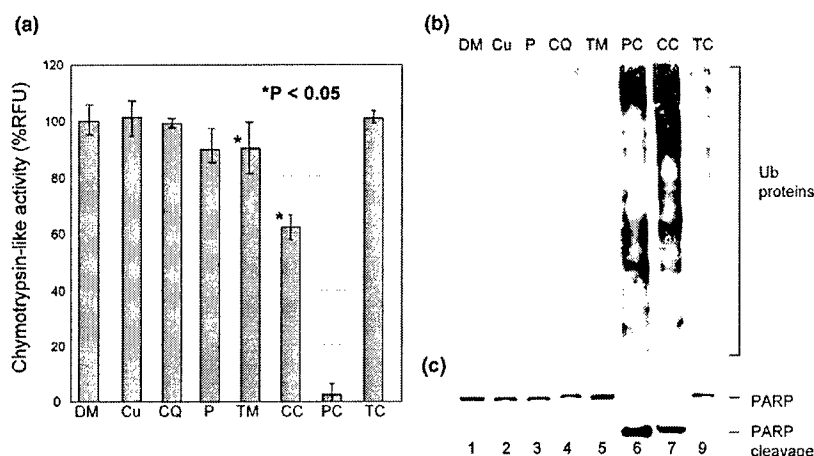 (a)
Chymotrypsin-like activity (%RFU)
120
100
80
60
40
20
0
*P < 0.05
*
*
DM Cu CQ P TM CC PC TC
(b)
DM Cu P CQ TM PC CC TC
Ub
proteins
(c)
PARP
PARP
cleavage
1 2 3 4 5 6 7 9